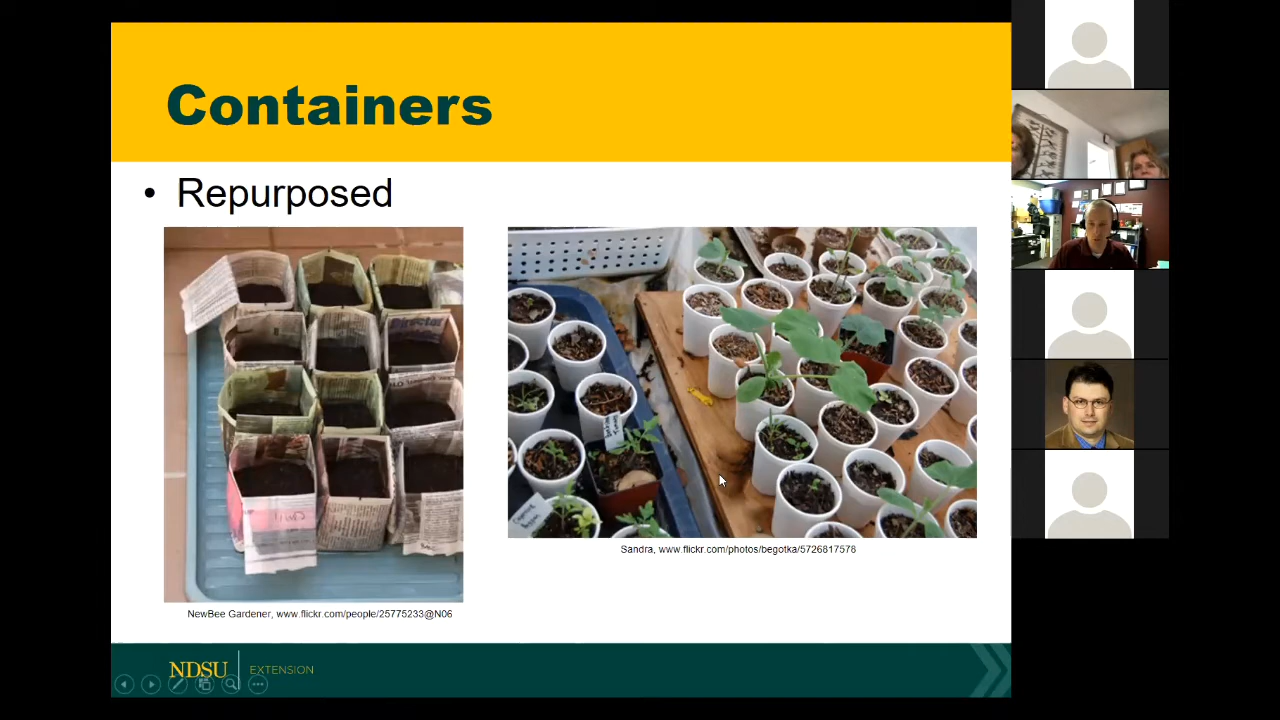 Containers
• Repurposed
Sandra, www.flickr.com/photos/begotka/5726817578
NewBee Gardener, www.flickr.com/people/25775233@N06
NDSU EXTENSION